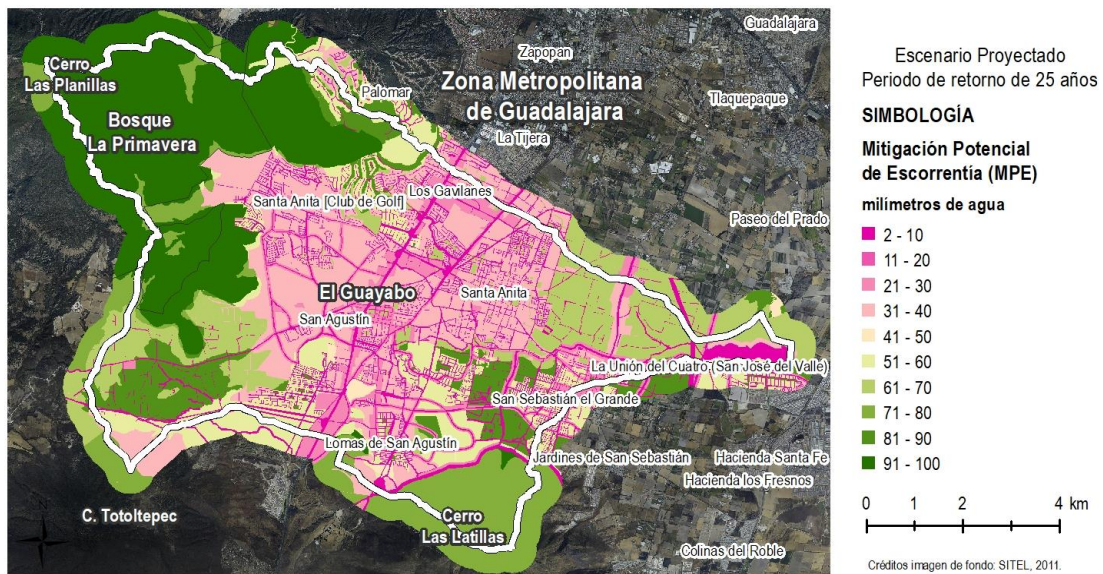 Guadalajara
Zapopan
Cerro
Las Planillas
Zona Metropolitana
de Guadalajara
Palomar
Tlaquepaque
Bosque
La Primavera
La Tijera
Los Gavilanes
Santa Anita [Club de Golf]
Paseo del Prado
El Guayabo
Santa Anita
San Agustín
La Unión del Cuatro (San José del Valle)
San Sebastián el Grande
Lomas de San Agustín
Jardines de San Sebastián
Hacienda Santa Fe
Hacienda los Fresnos
C. Totoltepec
Cerro
Las Latillas
Colinas del Roble
Escenario Proyectado
Periodo de retorno de 25 años
SIMBOLOGÍA
Mitigación Potencial
de Escorrentía (MPE)
milímetros de agua
2 - 10
11 - 20
21 - 30
31 - 40
41 - 50
51 - 60
61 - 70
71 - 80
81 - 90
91 - 100
0 2 4 km
Créditos imagen de fondo: SITEL, 2011.